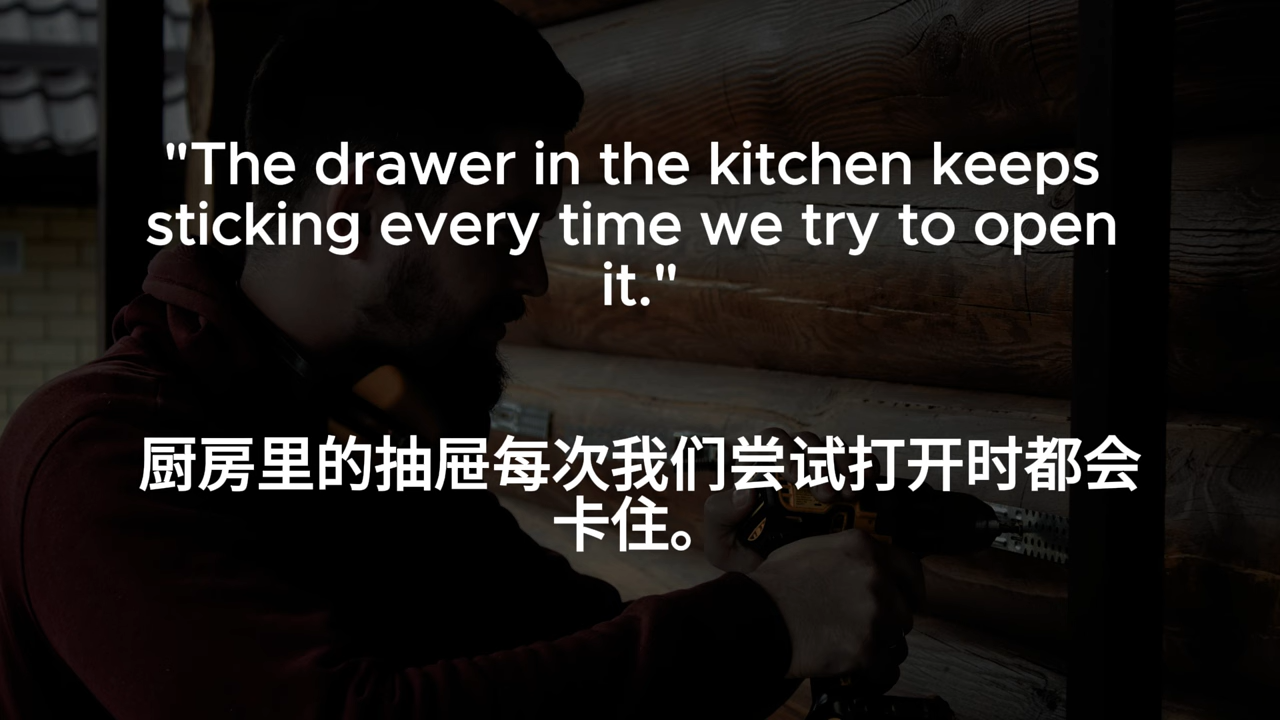 "The drawer in the kitchen keeps
sticking every time we try to open
it."
厨房里的抽屉每次我们尝试打开时都会
卡住。